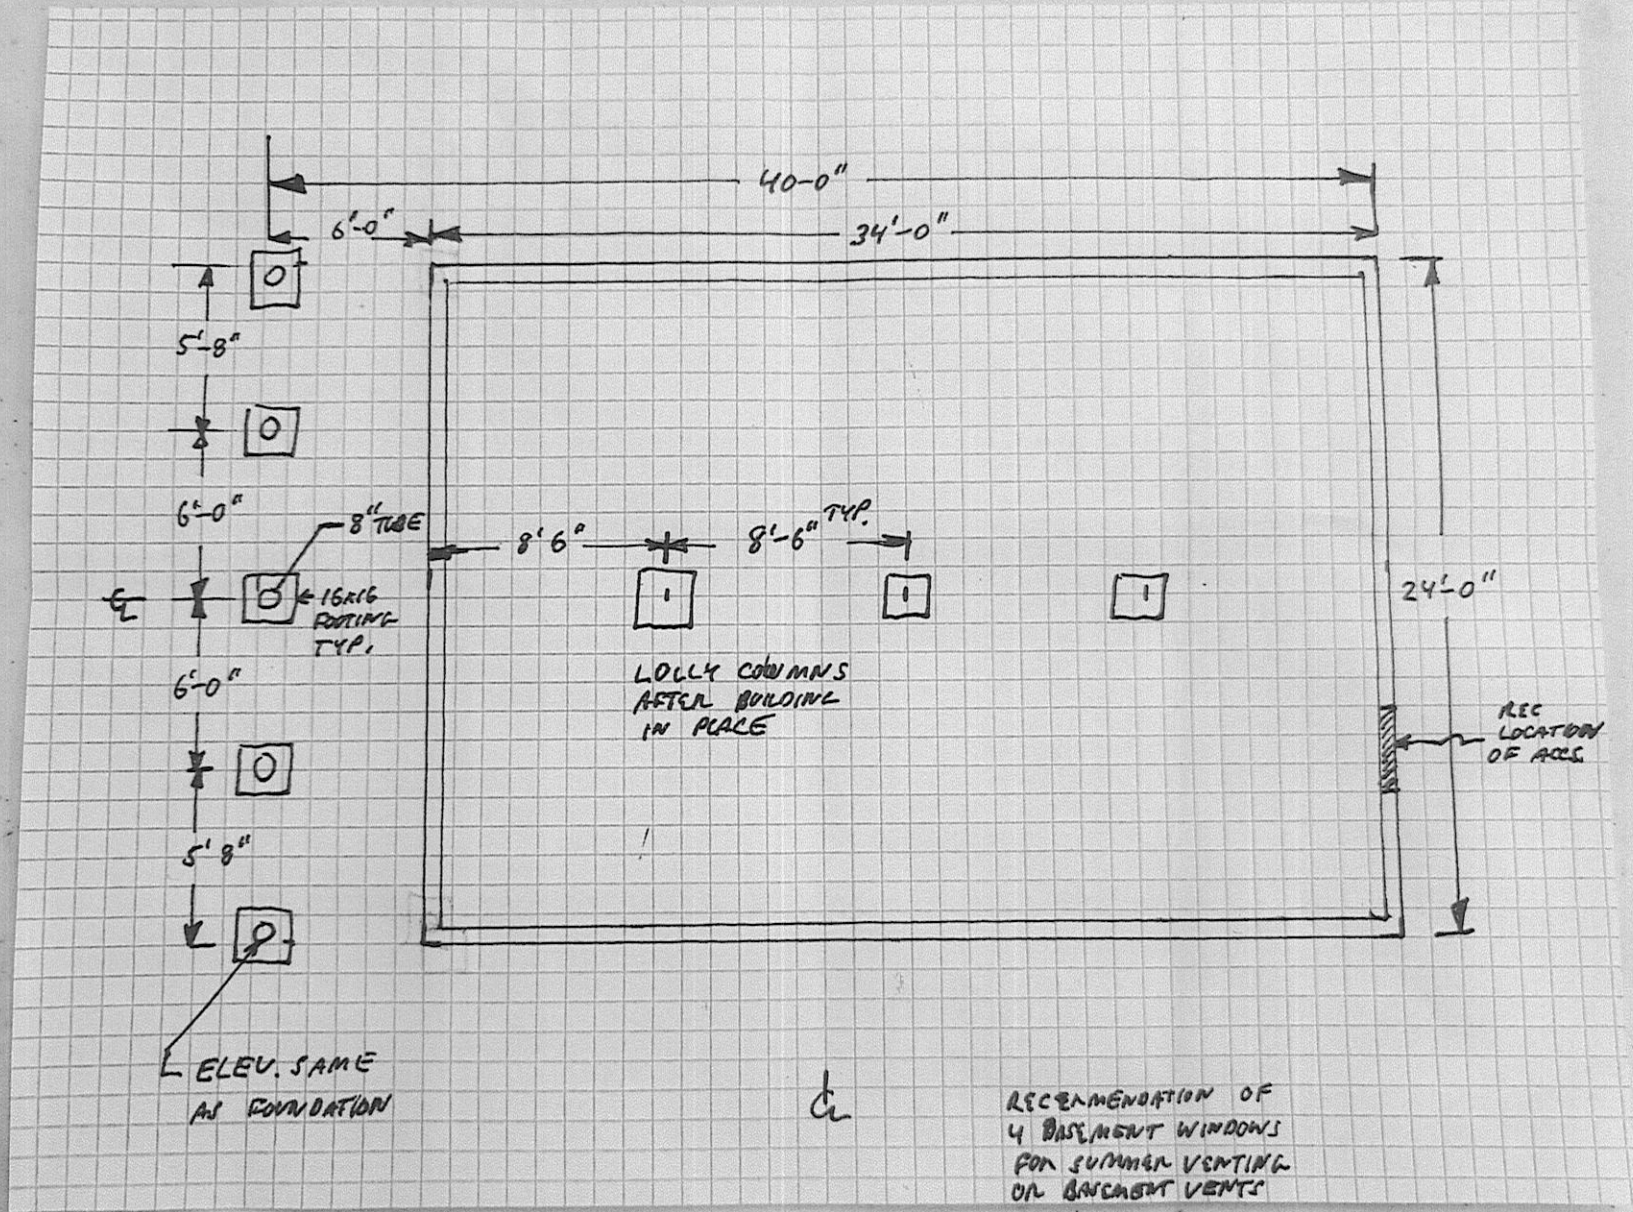 40-0"
6'-0"
34'-0"
5'-8"
6'-0"
8" TUBE
8'6"
8'-6" TYP.
℄
16x16
FOOTING
TYP.
24'-0"
6'-0"
LOLLY COLUMNS
AFTER BUILDING
IN PLACE
REC
LOCATION
OF ACCS.
5'8"
ELEV. SAME
AS FOUNDATION
℄
RECERMENDATION OF
4 BASEMENT WINDOWS
FOR SUMMER VENTING
OR BASEMENT VENTS